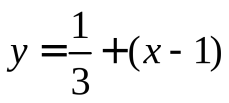 y = 1/3 + (x - 1)